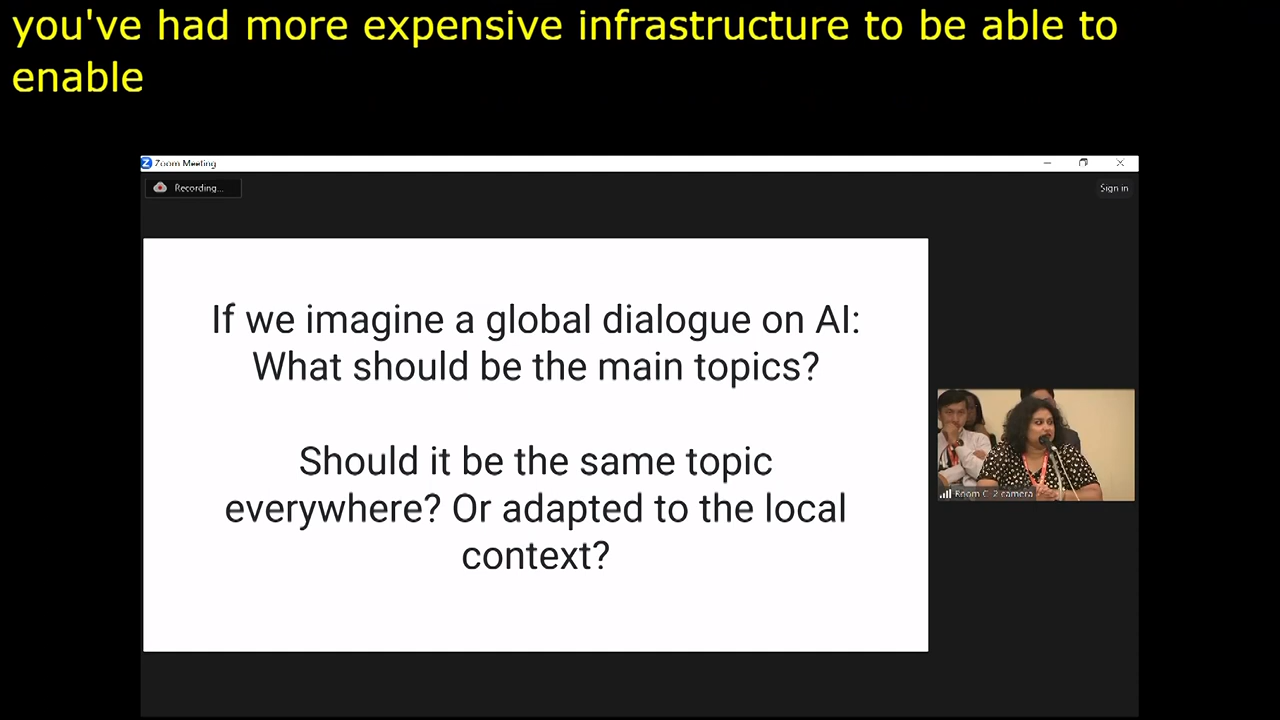 you've had more expensive infrastructure to be able to
enable
Zoom Meeting
Recording...
Sign in
If we imagine a global dialogue on AI:
What should be the main topics?
Should it be the same topic
everywhere? Or adapted to the local
context?
Room C_2 camera